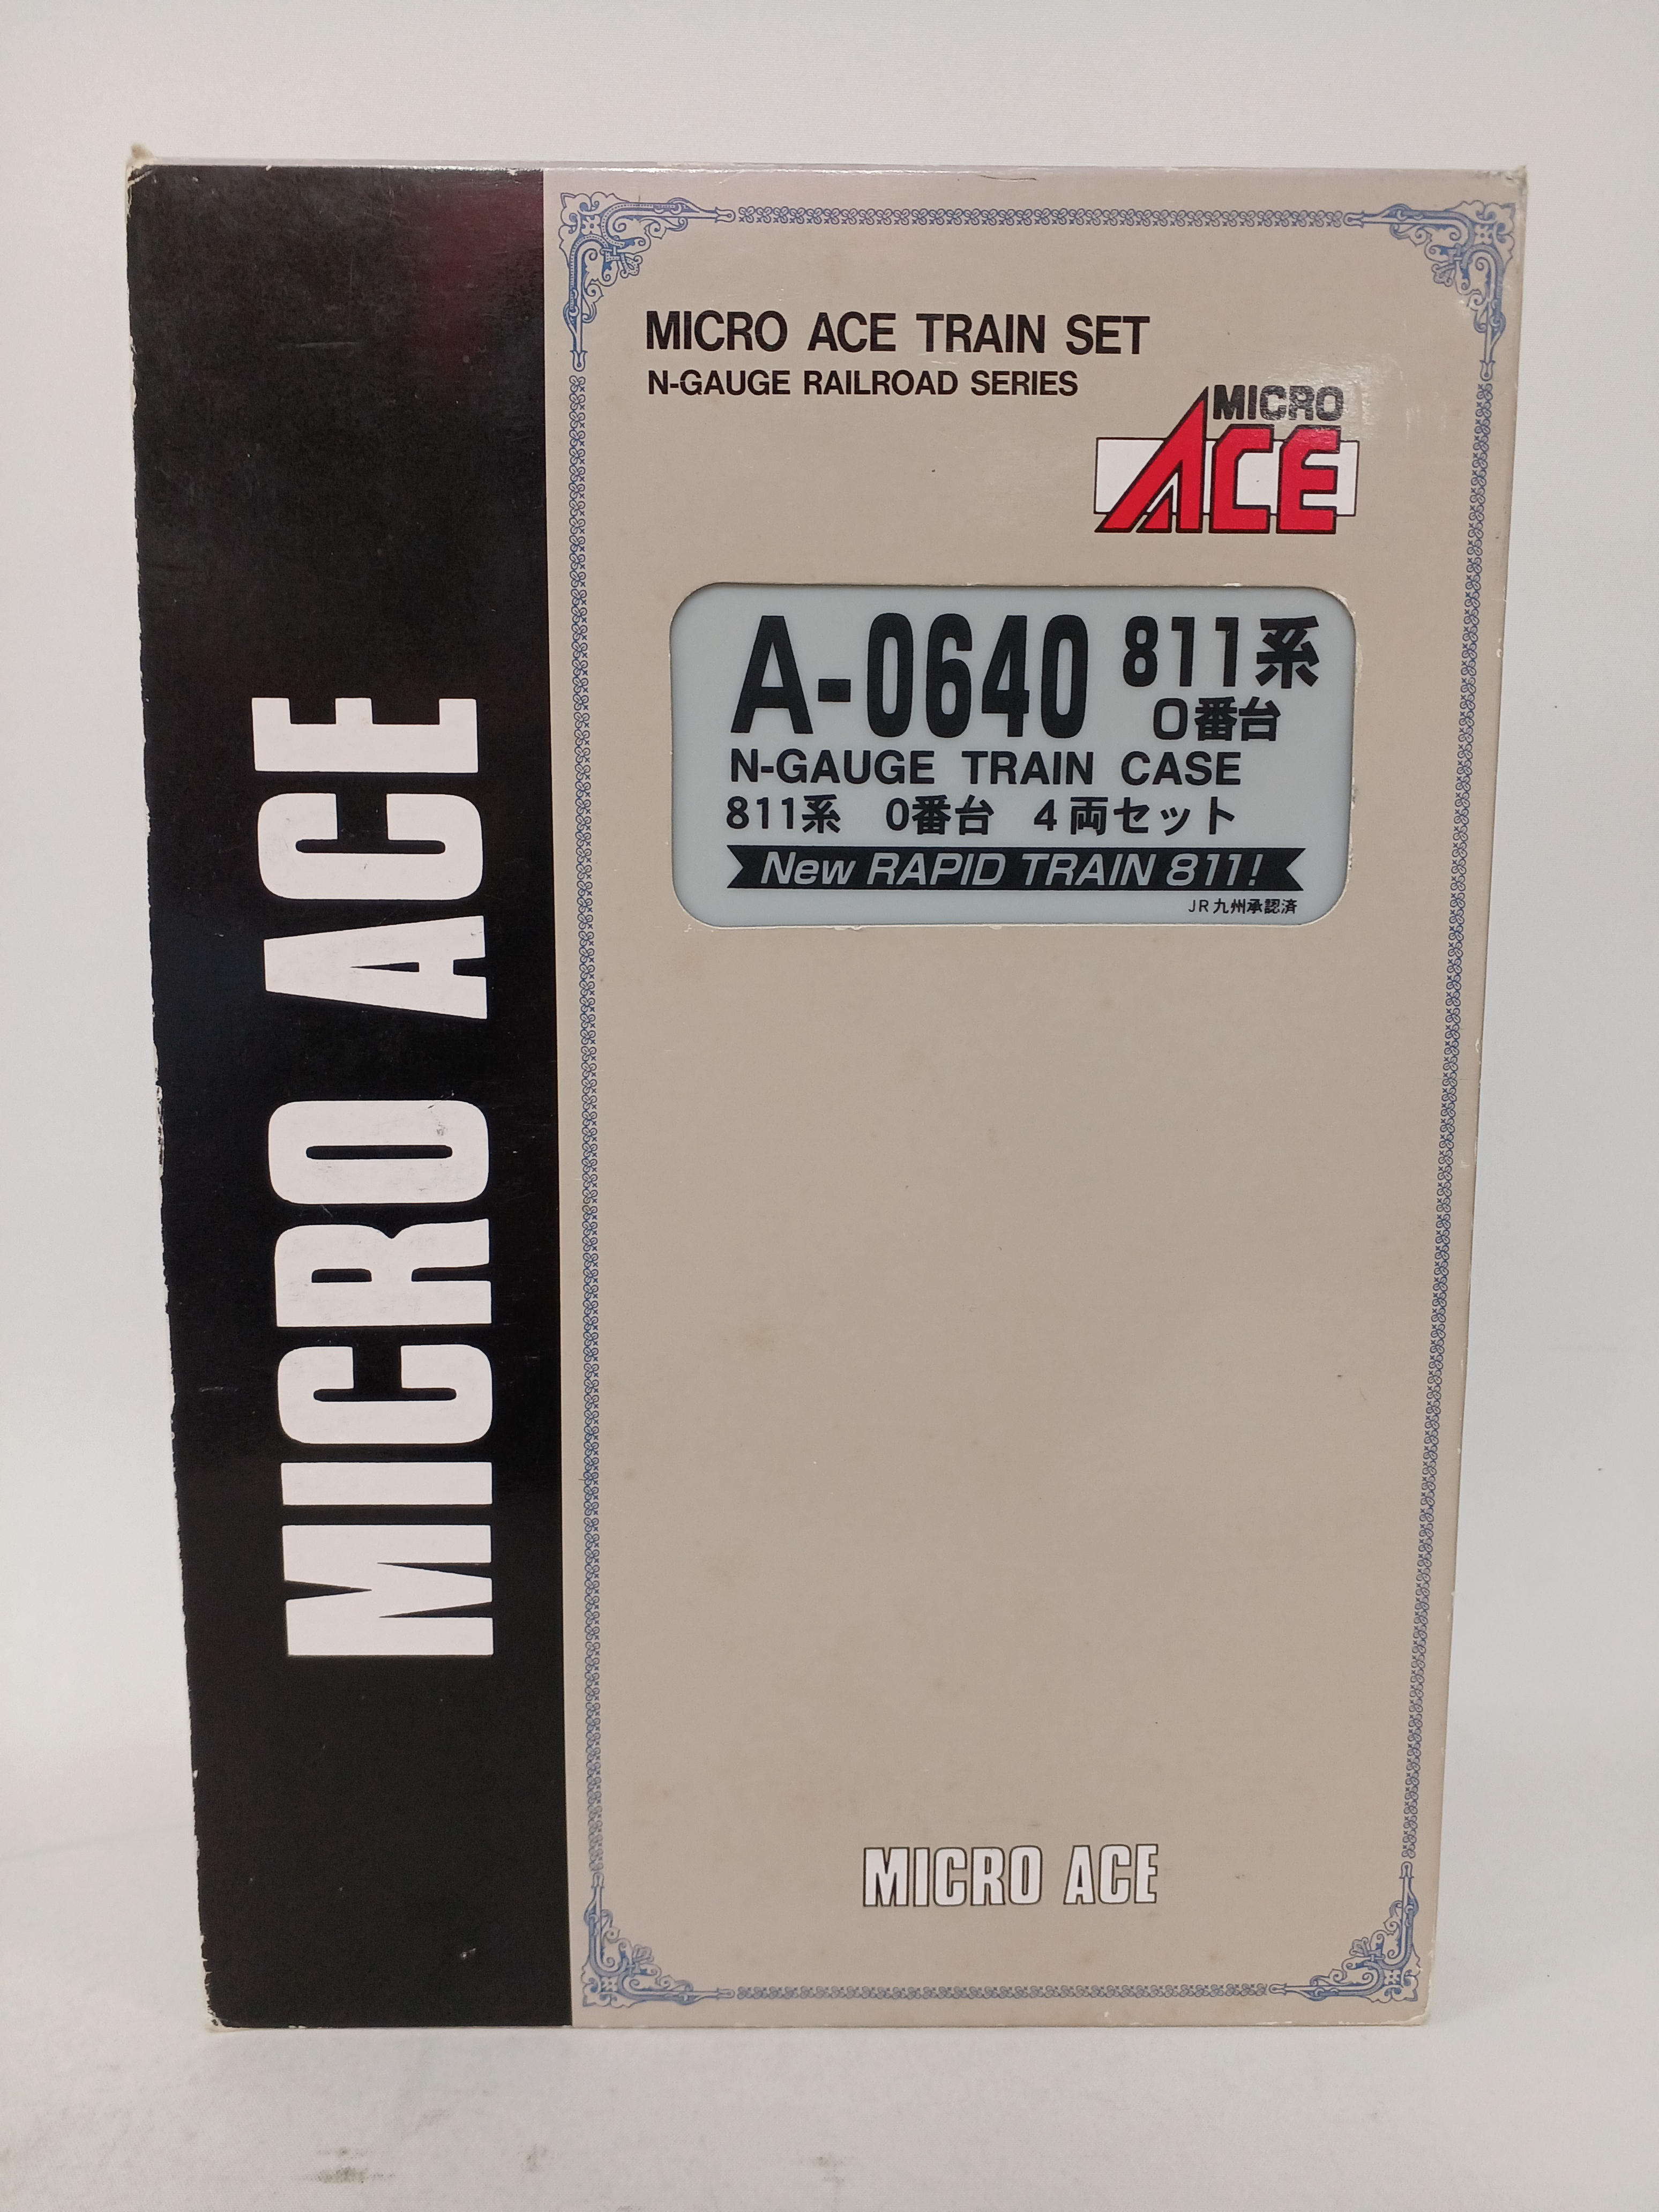 MICRO ACE
MICRO ACE TRAIN SET
N-GAUGE RAILROAD SERIES
MICRO
ACE
A-0640 811系
0番台
N-GAUGE TRAIN CASE
811系 0番台 4両セット
New RAPID TRAIN 811!
JR九州承認済
MICRO ACE